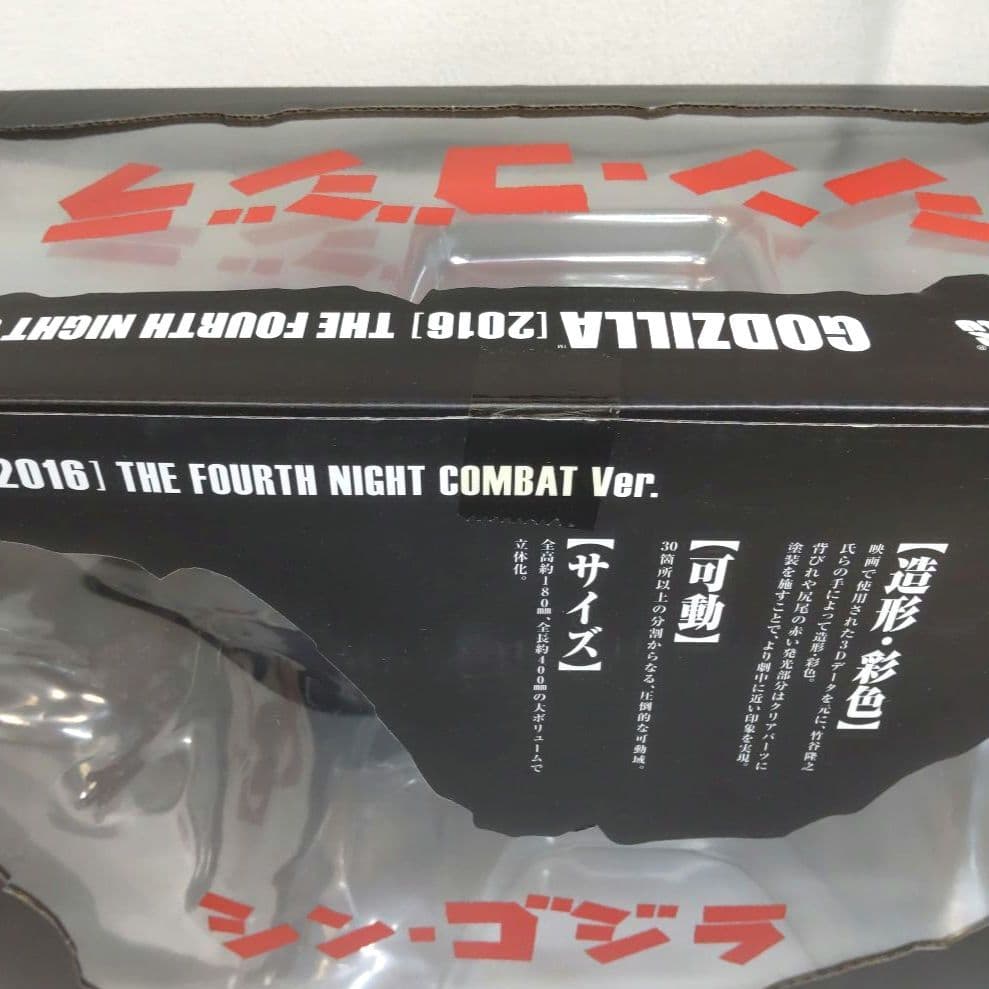 シン・ゴジラ
GODZILLA™ [2016] THE FOURTH NIGHT
2016] THE FOURTH NIGHT COMBAT Ver.
【造形・彩色】
映画で使用された3Dデータを元に、竹谷隆之
氏らの手によって造形・彩色。
背びれや尻尾の赤い発光部分はクリアパーツに
塗装を施すことで、より劇中に近い印象を実現。
【可動】
30箇所以上の分割からなる、圧倒的な可動域。
【サイズ】
全高約180㎜、全長約400㎜の大ボリュームで
立体化。
シン・ゴジラ